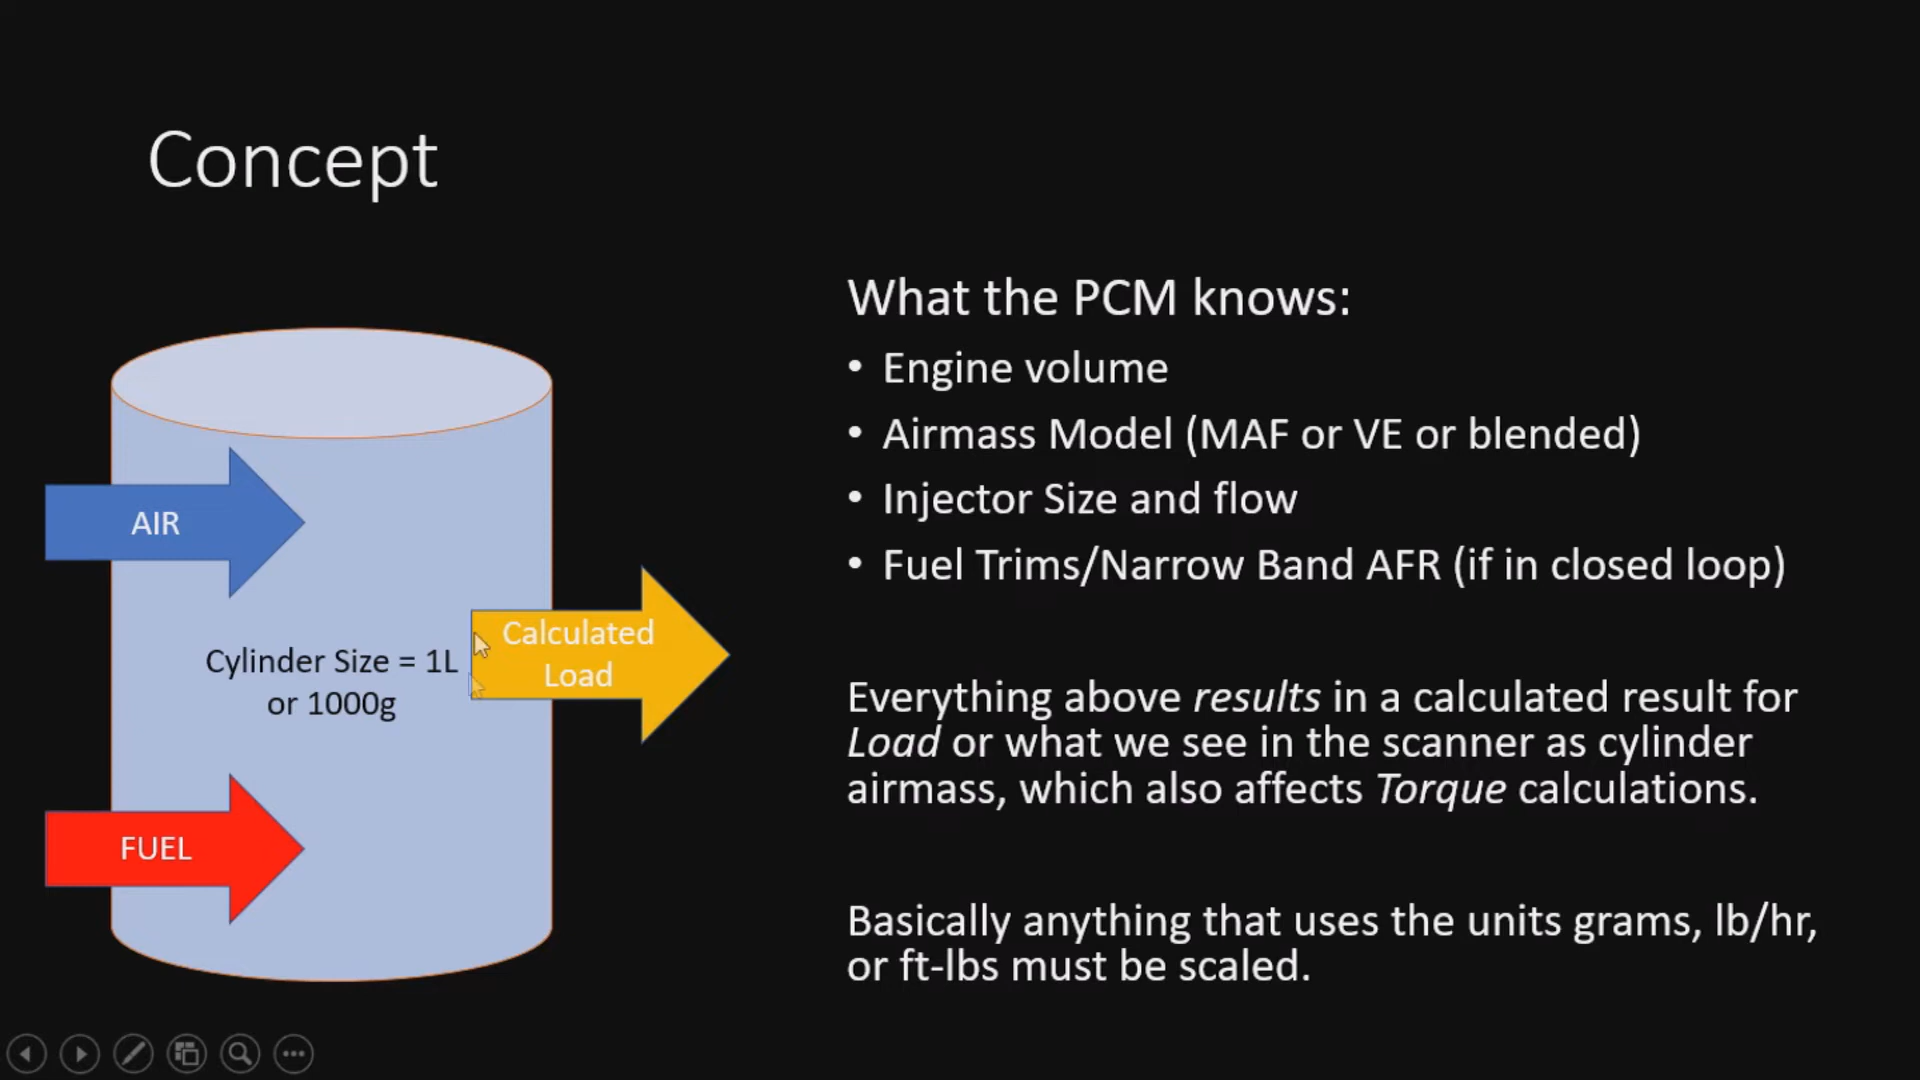 Concept
AIR
Cylinder Size = 1L
or 1000g
Calculated
Load
FUEL
What the PCM knows:
• Engine volume
• Airmass Model (MAF or VE or blended)
• Injector Size and flow
• Fuel Trims/Narrow Band AFR (if in closed loop)
Everything above results in a calculated result for
Load or what we see in the scanner as cylinder
airmass, which also affects Torque calculations.
Basically anything that uses the units grams, lb/hr,
or ft-lbs must be scaled.